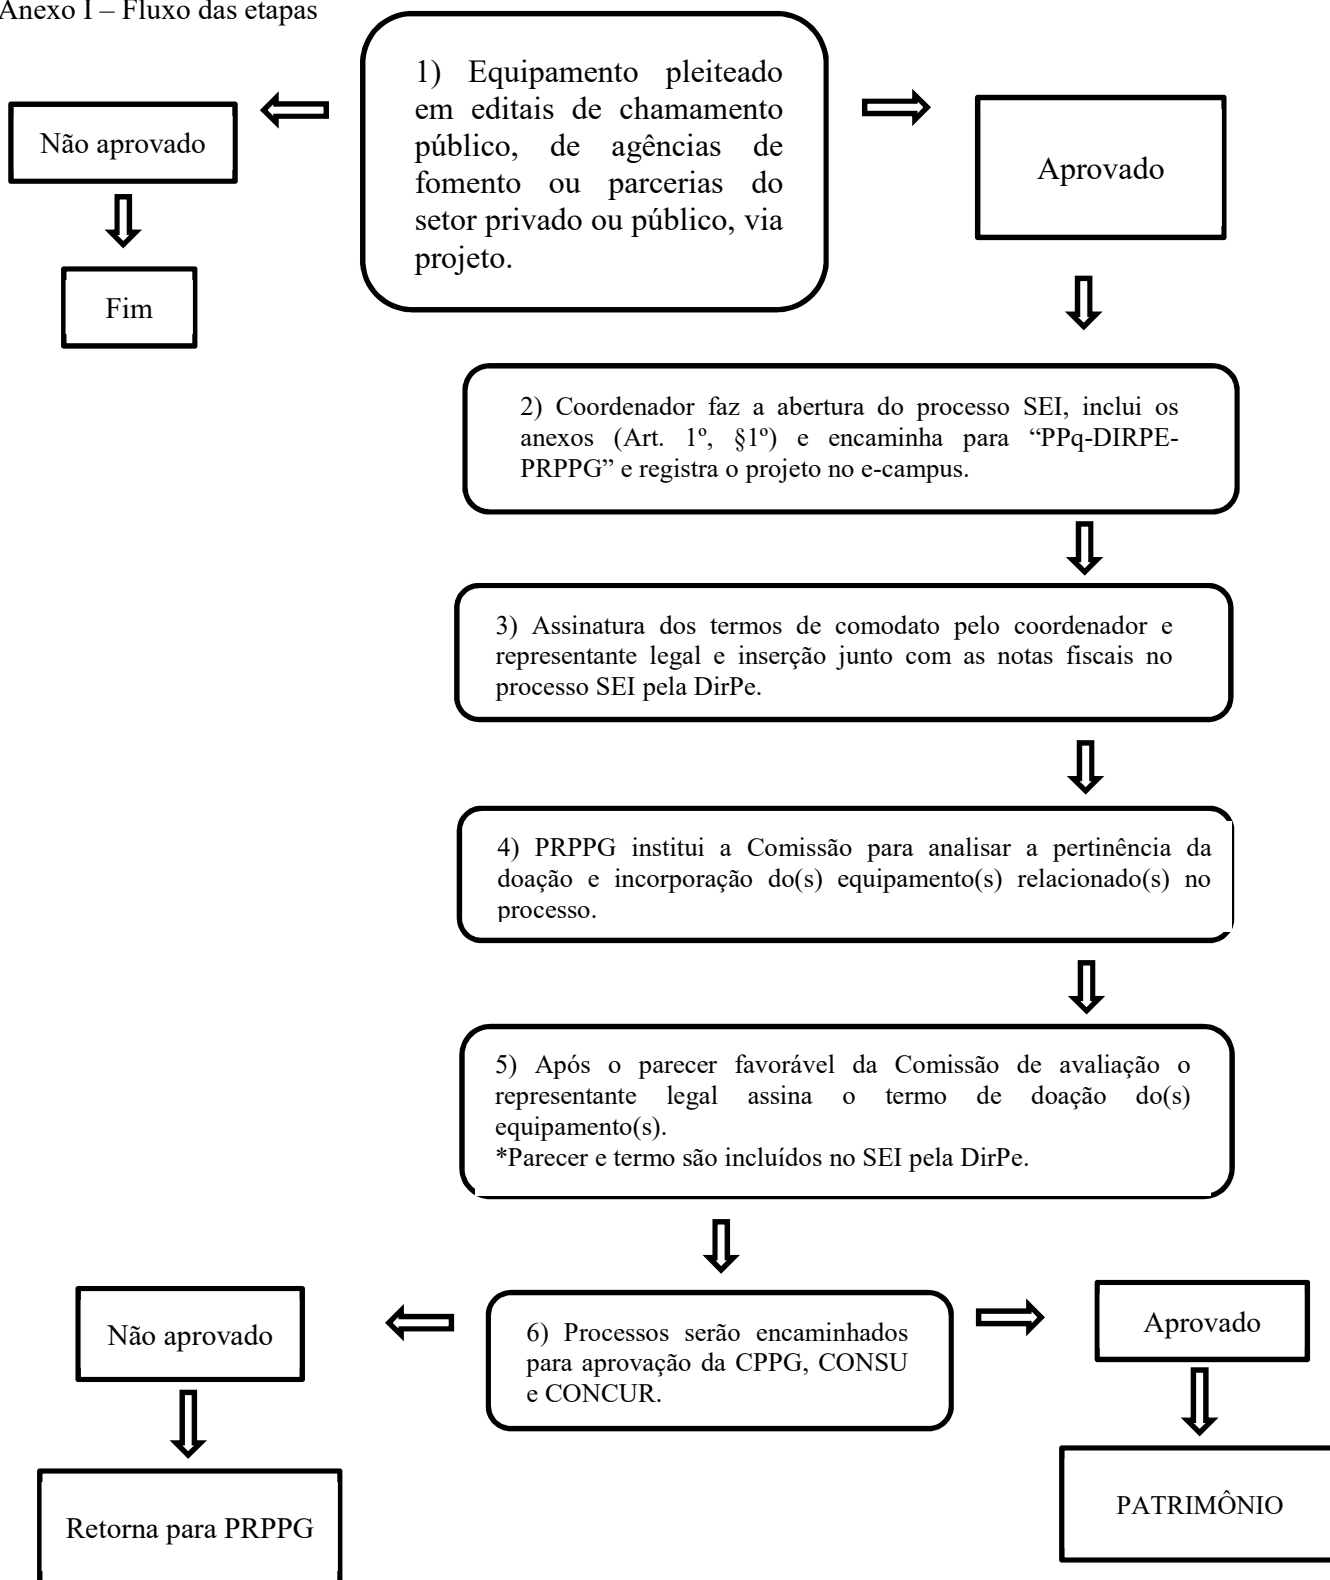 Anexo I – Fluxo das etapas
1) Equipamento pleiteado
em editais de chamamento
público, de agências de
fomento ou parcerias do
setor privado ou público, via
projeto.
Não aprovado
Fim
Aprovado
2) Coordenador faz a abertura do processo SEI, inclui os
anexos (Art. 1º, §1º) e encaminha para “PPq-DIRPE-
PRPPG” e registra o projeto no e-campus.
3) Assinatura dos termos de comodato pelo coordenador e
representante legal e inserção junto com as notas fiscais no
processo SEI pela DirPe.
4) PRPPG institui a Comissão para analisar a pertinência da
doação e incorporação do(s) equipamento(s) relacionado(s) no
processo.
5) Após o parecer favorável da Comissão de avaliação o
representante legal assina o termo de doação do(s)
equipamento(s).
*Parecer e termo são incluídos no SEI pela DirPe.
6) Processos serão encaminhados
para aprovação da CPPG, CONSU
e CONCUR.
Não aprovado
Retorna para PRPPG
Aprovado
PATRIMÔNIO